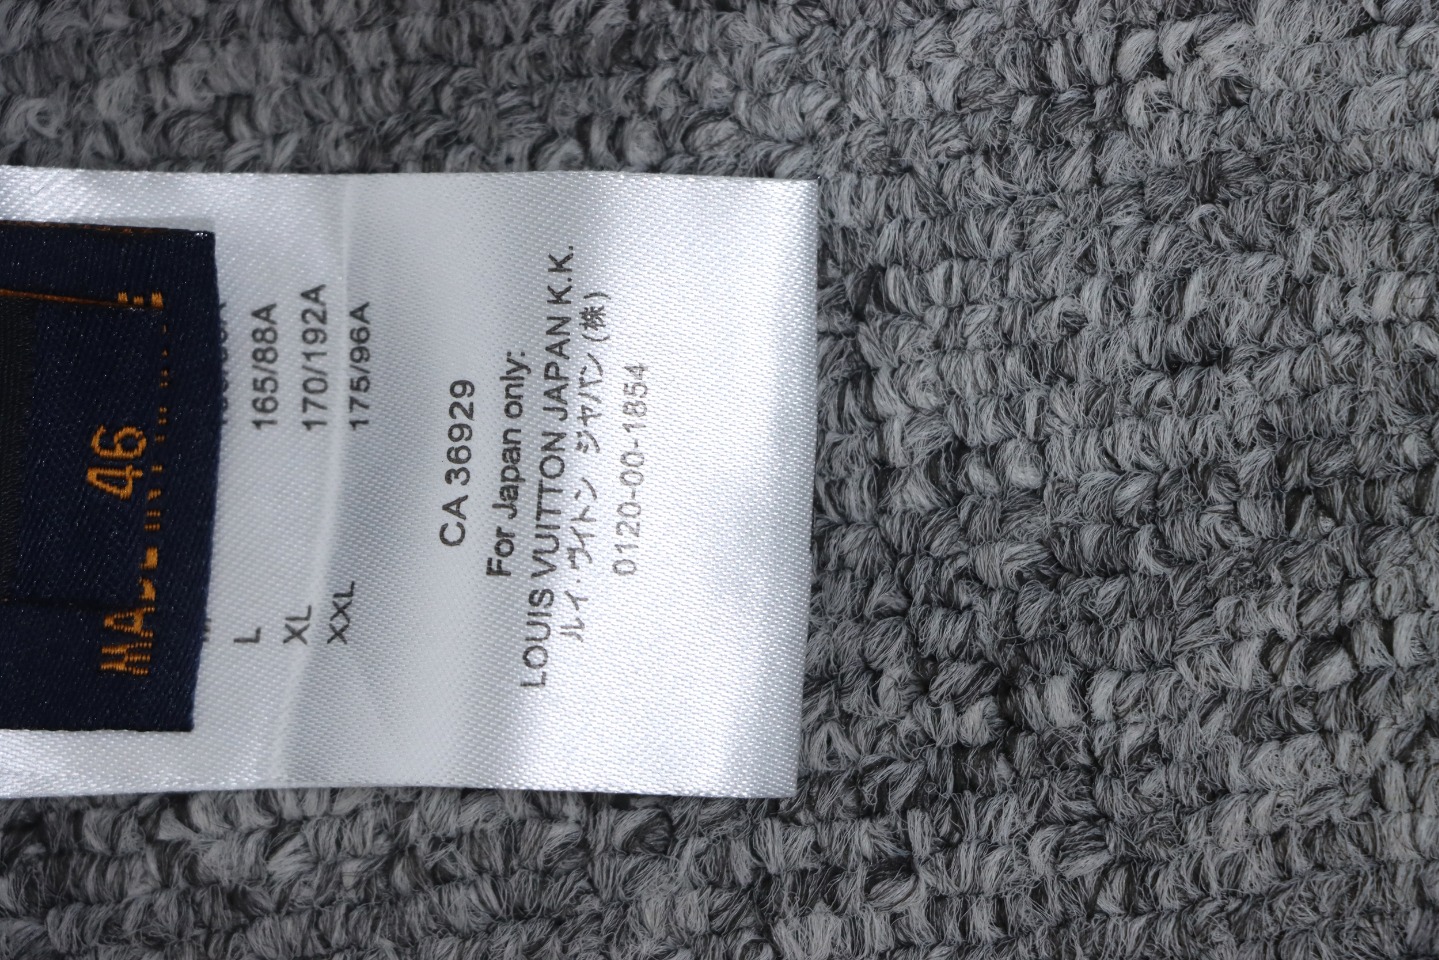 46
L 165/88A
XL 170/192A
XXL 175/96A
CA 36929
For Japan only:
LOUIS VUITTON JAPAN K.K.
ルイ ヴィトン ジャパン (株)
0120-00-1854